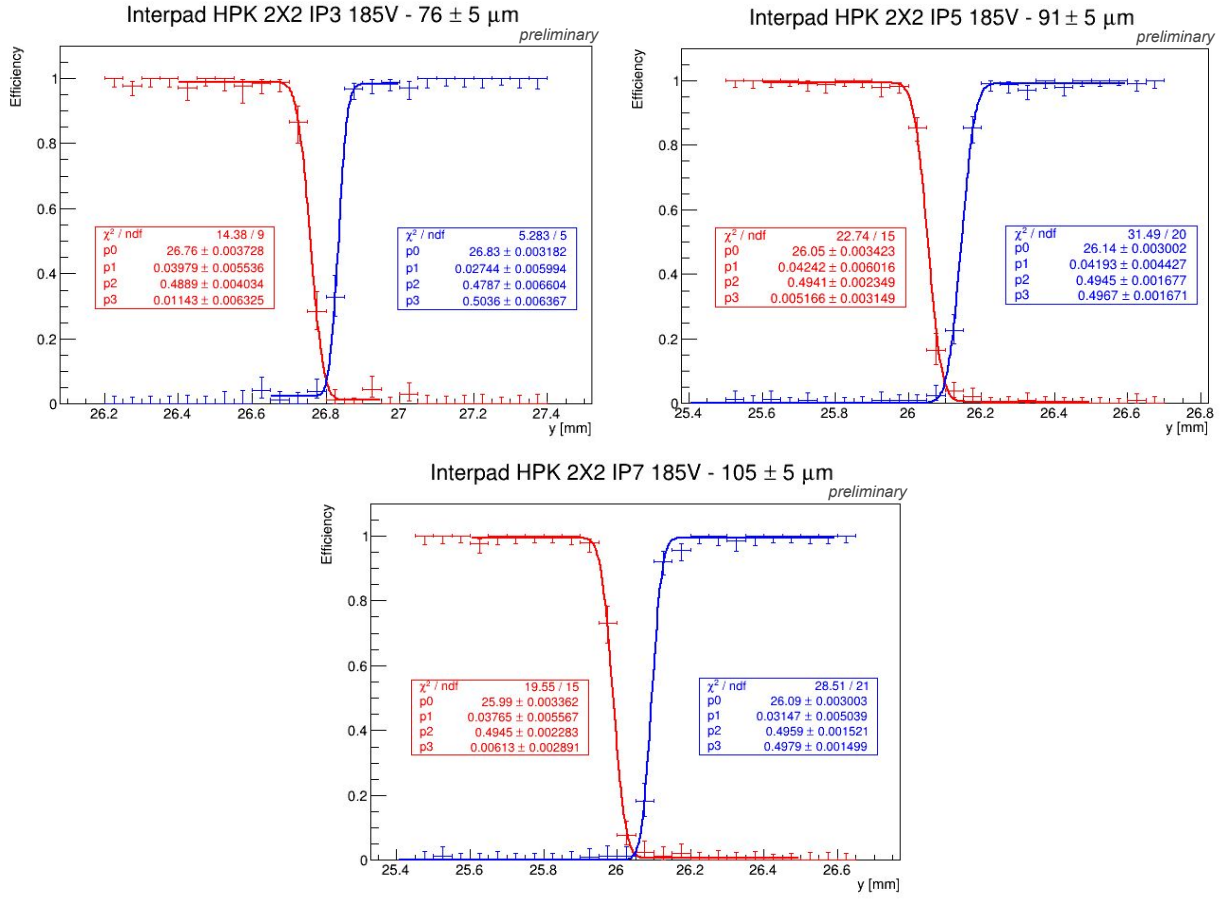 Interpad HPK 2X2 IP3 185V - 76 ± 5 μm
preliminary
Efficiency
1
0.8
0.6
0.4
0.2
0
χ² / ndf 14.38 / 9
p0 26.76 ± 0.003728
p1 0.03979 ± 0.005536
p2 0.4889 ± 0.004034
p3 0.01143 ± 0.006325
χ² / ndf 5.283 / 5
p0 26.83 ± 0.003182
p1 0.02744 ± 0.005994
p2 0.4787 ± 0.006604
p3 0.5036 ± 0.006367
26.2 26.4 26.6 26.8 27 27.2 27.4
y [mm]
Interpad HPK 2X2 IP5 185V - 91 ± 5 μm
preliminary
Efficiency
1
0.8
0.6
0.4
0.2
0
χ² / ndf 22.74 / 15
p0 26.05 ± 0.003423
p1 0.04242 ± 0.006016
p2 0.4941 ± 0.002349
p3 0.005166 ± 0.003149
χ² / ndf 31.49 / 20
p0 26.14 ± 0.003002
p1 0.04193 ± 0.004427
p2 0.4945 ± 0.001677
p3 0.4967 ± 0.001671
25.4 25.6 25.8 26 26.2 26.4 26.6 26.8
y [mm]
Interpad HPK 2X2 IP7 185V - 105 ± 5 μm
preliminary
Efficiency
1
0.8
0.6
0.4
0.2
0
χ² / ndf 19.55 / 15
p0 25.99 ± 0.003362
p1 0.03765 ± 0.005567
p2 0.4945 ± 0.002283
p3 0.00613 ± 0.002891
χ² / ndf 28.51 / 21
p0 26.09 ± 0.003003
p1 0.03147 ± 0.005039
p2 0.4959 ± 0.001521
p3 0.4979 ± 0.001499
25.4 25.6 25.8 26 26.2 26.4 26.6
y [mm]